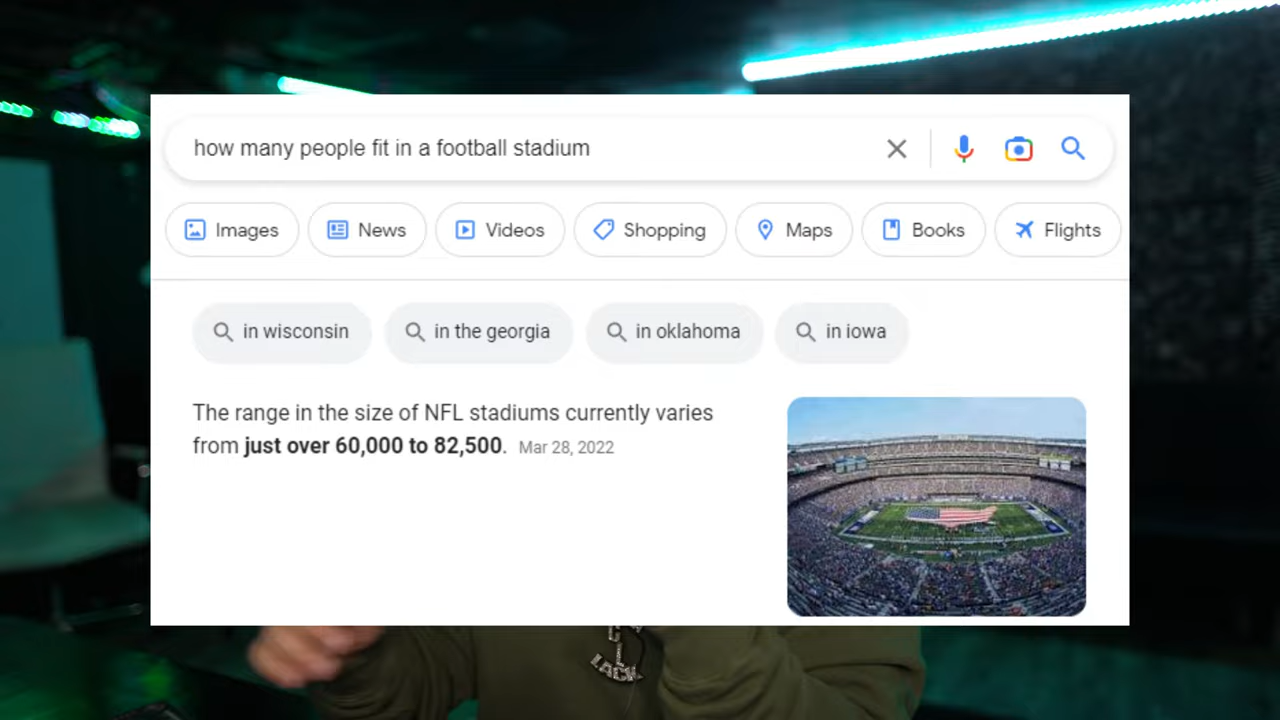 how many people fit in a football stadium
Images News Videos Shopping Maps Books Flights
in wisconsin in the georgia in oklahoma in iowa
The range in the size of NFL stadiums currently varies
from just over 60,000 to 82,500. Mar 28, 2022